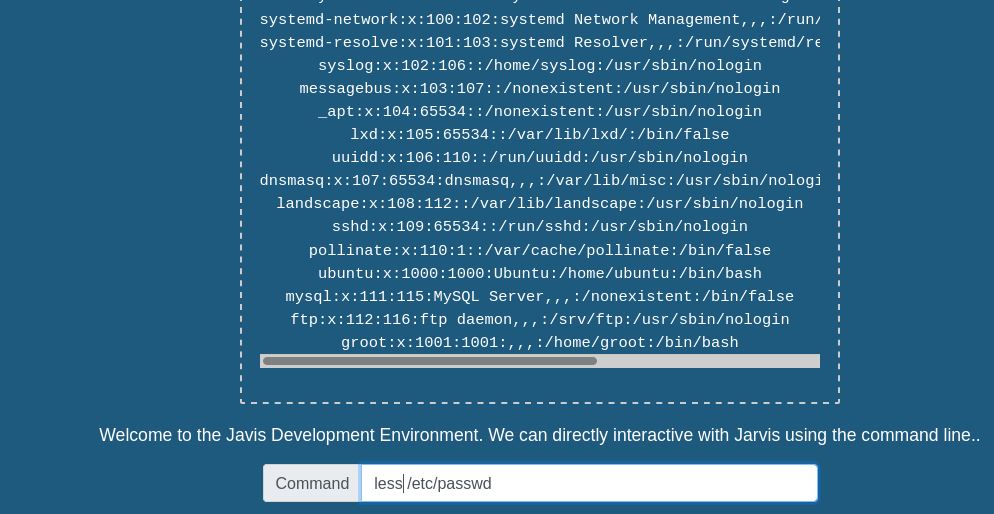 systemd-network:x:100:102:systemd Network Management,,,:/run/
systemd-resolve:x:101:103:systemd Resolver,,,:/run/systemd/re
syslog:x:102:106::/home/syslog:/usr/sbin/nologin
messagebus:x:103:107::/nonexistent:/usr/sbin/nologin
_apt:x:104:65534::/nonexistent:/usr/sbin/nologin
lxd:x:105:65534::/var/lib/lxd/:/bin/false
uuidd:x:106:110::/run/uuidd:/usr/sbin/nologin
dnsmasq:x:107:65534:dnsmasq,,,:/var/lib/misc:/usr/sbin/nologi
landscape:x:108:112::/var/lib/landscape:/usr/sbin/nologin
sshd:x:109:65534::/run/sshd:/usr/sbin/nologin
pollinate:x:110:1::/var/cache/pollinate:/bin/false
ubuntu:x:1000:1000:Ubuntu:/home/ubuntu:/bin/bash
mysql:x:111:115:MySQL Server,,,:/nonexistent:/bin/false
ftp:x:112:116:ftp daemon,,,:/srv/ftp:/usr/sbin/nologin
groot:x:1001:1001:,,,:/home/groot:/bin/bash
Welcome to the Javis Development Environment. We can directly interactive with Jarvis using the command line..
Command less /etc/passwd